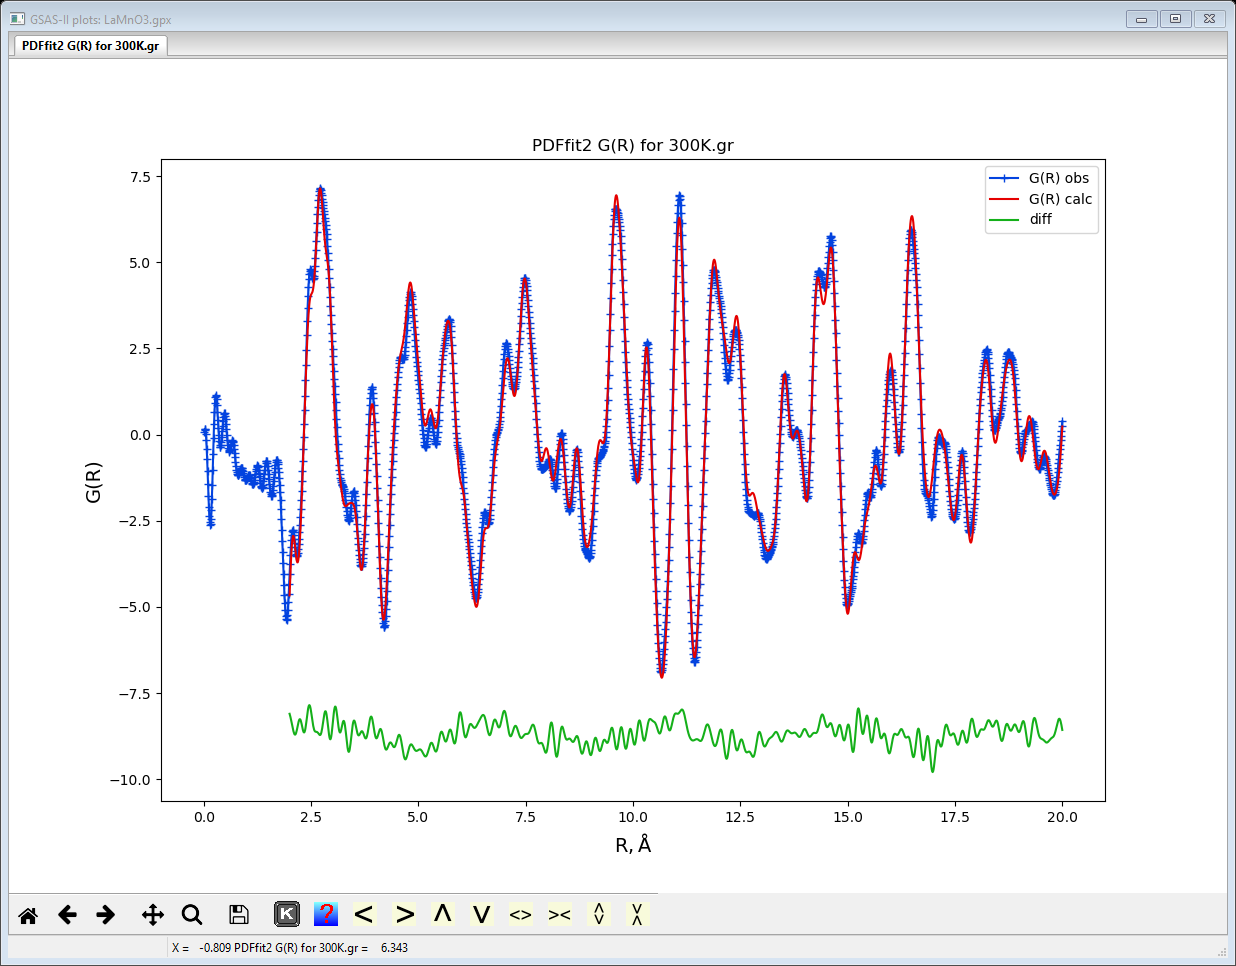 GSAS-II plots: LaMnO3.gpx
PDFfit2 G(R) for 300K.gr
PDFfit2 G(R) for 300K.gr
G(R) obs
G(R) calc
diff
7.5
5.0
2.5
0.0
−2.5
−5.0
−7.5
−10.0
G(R)
0.0 2.5 5.0 7.5 10.0 12.5 15.0 17.5 20.0
R, Å
K ? < > Λ V <> ><
X = -0.809 PDFfit2 G(R) for 300K.gr = 6.343